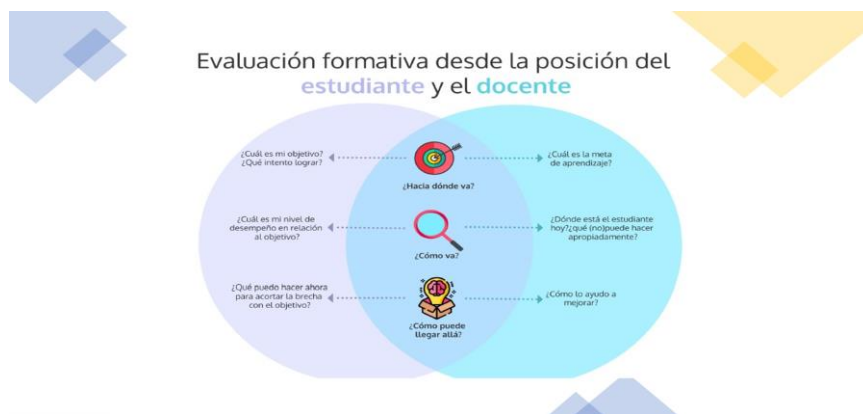 Evaluación formativa desde la posición del
estudiante y el docente
¿Cuál es mi objetivo?
¿Qué intento lograr?
¿Hacia dónde va?
¿Cuál es la meta
de aprendizaje?
¿Cuál es mi nivel de
desempeño en relación
al objetivo?
¿Cómo va?
¿Dónde está el estudiante
hoy?¿qué (no)puede hacer
apropiadamente?
¿Qué puedo hacer ahora
para acortar la brecha
con el objetivo?
¿Cómo puede
llegar allá?
¿Cómo lo ayudo a
mejorar?